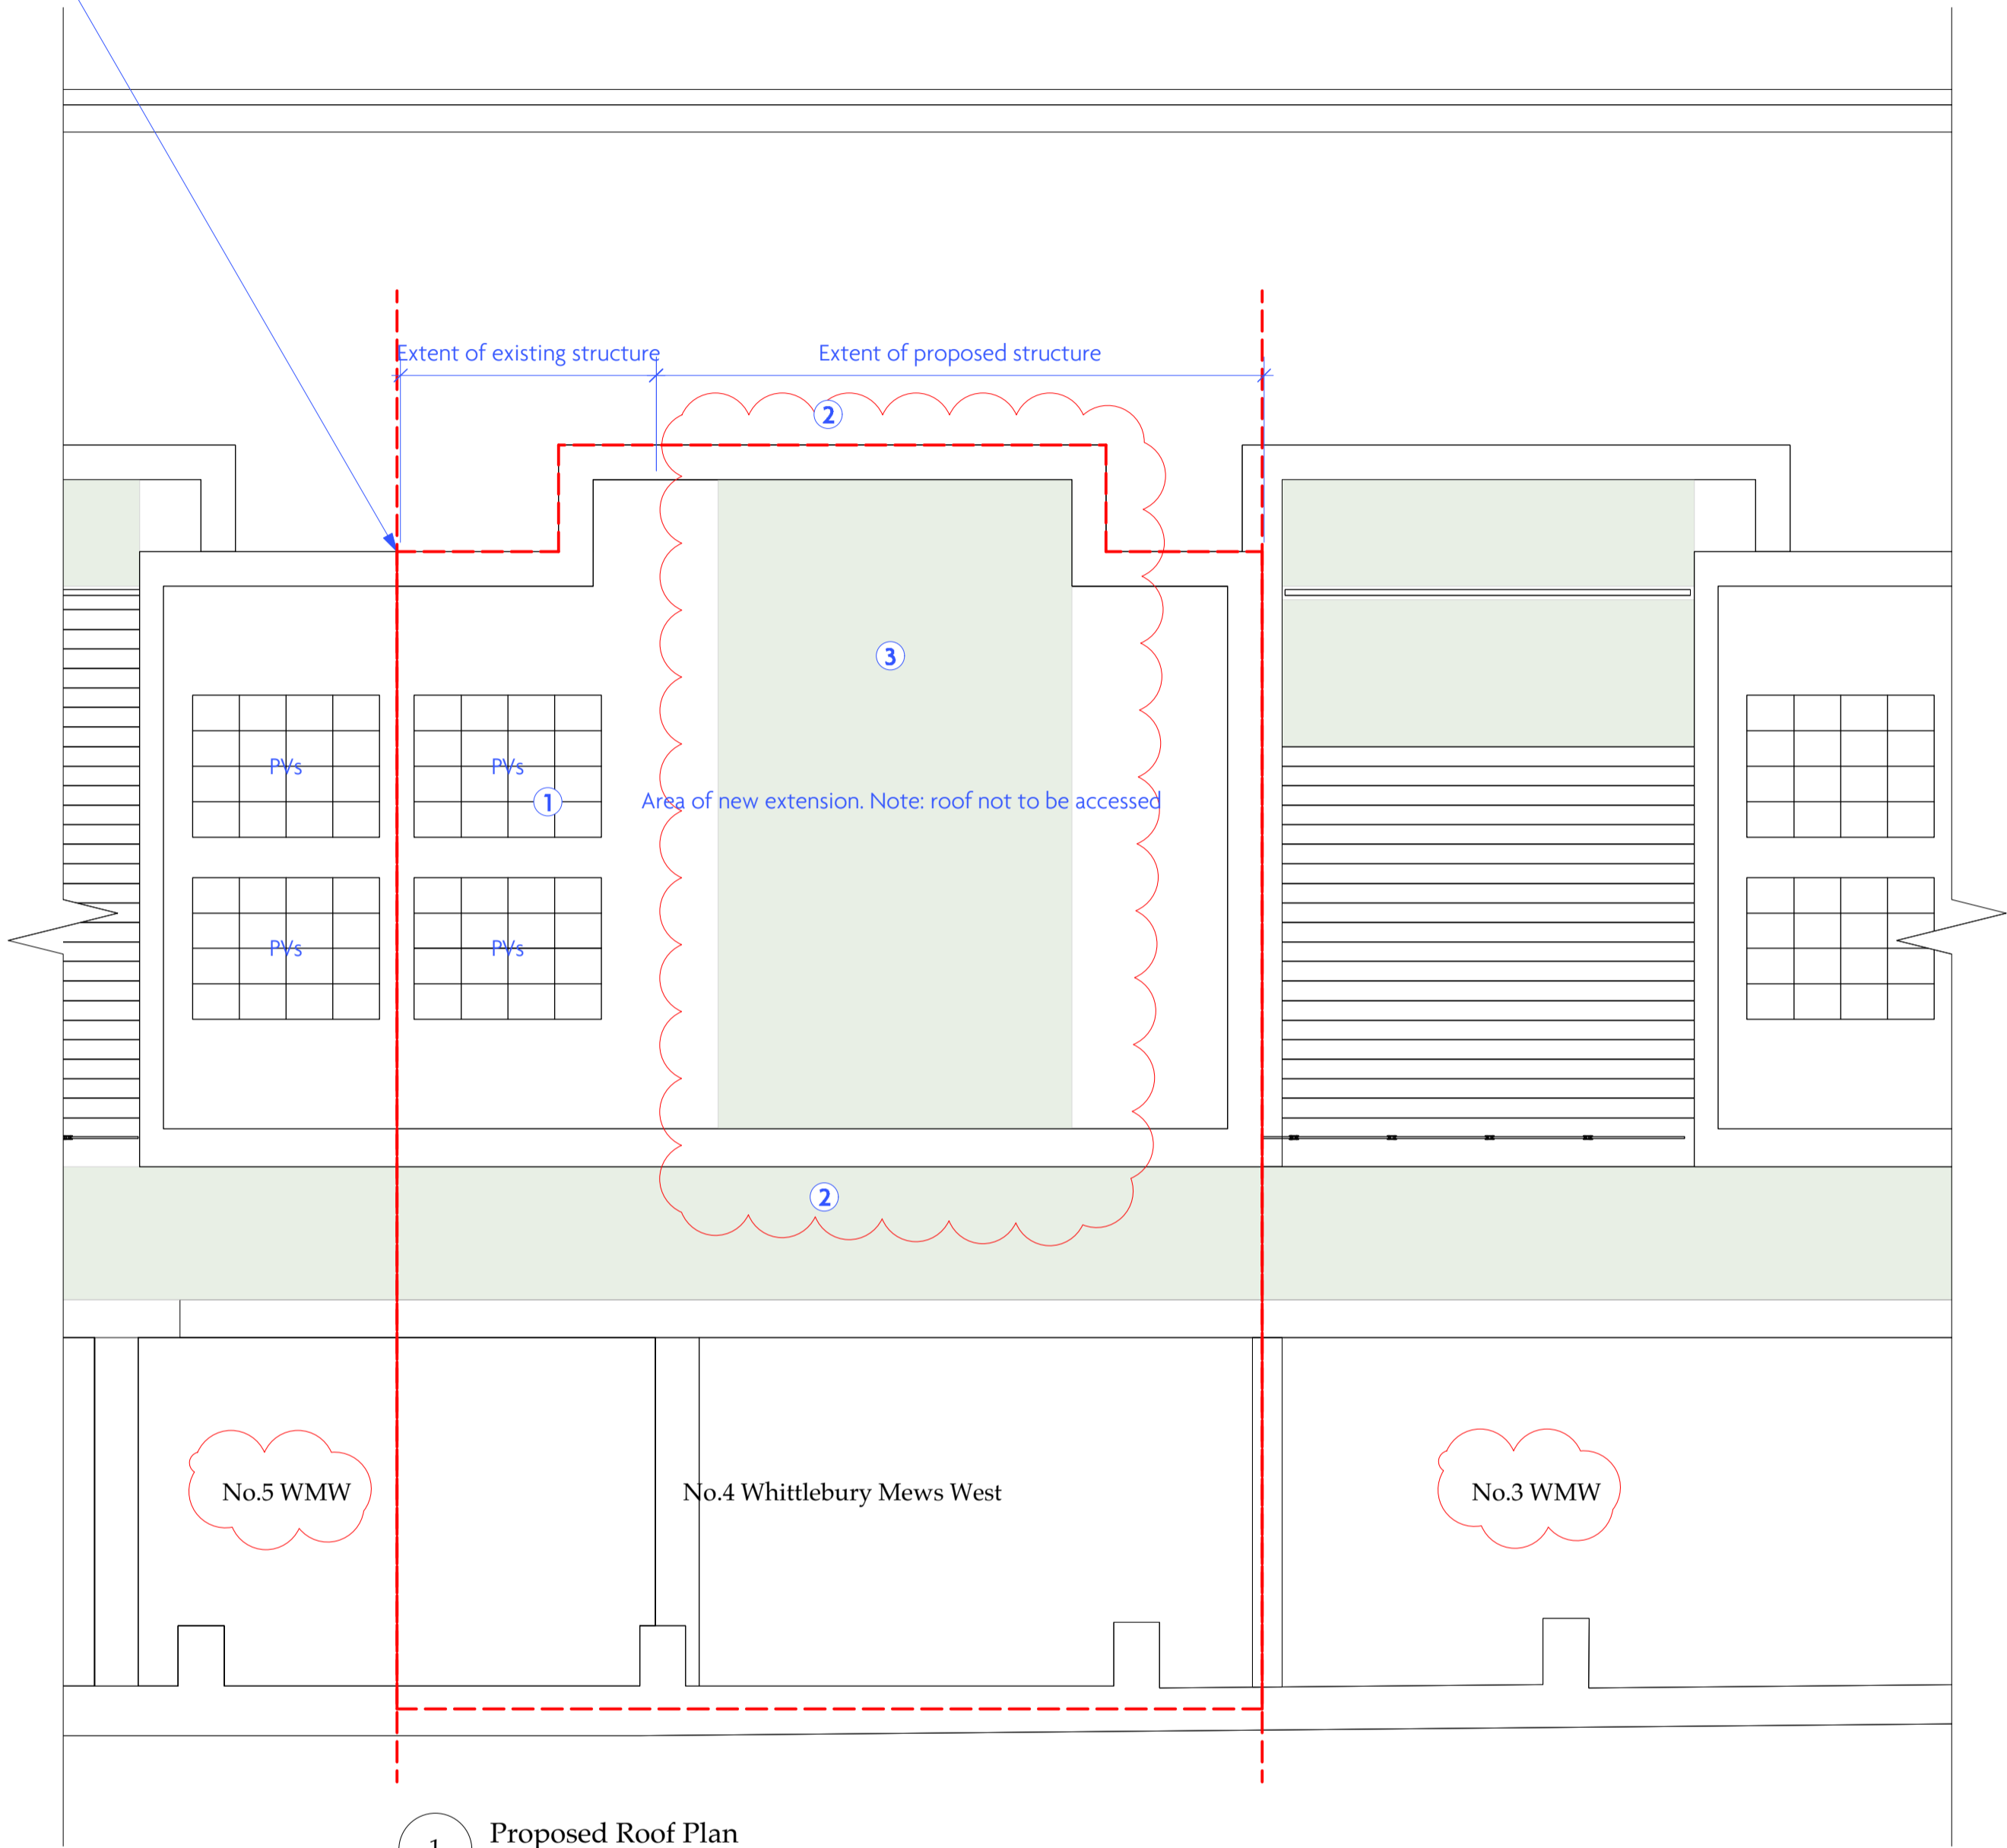 Extent of existing structure
Extent of proposed structure
2
3
PVs
PVs
1
Area of new extension. Note: roof not to be accessed
PVs
PVs
2
No.5 WMW
No.4 Whittlebury Mews West
No.3 WMW
1
Proposed Roof Plan